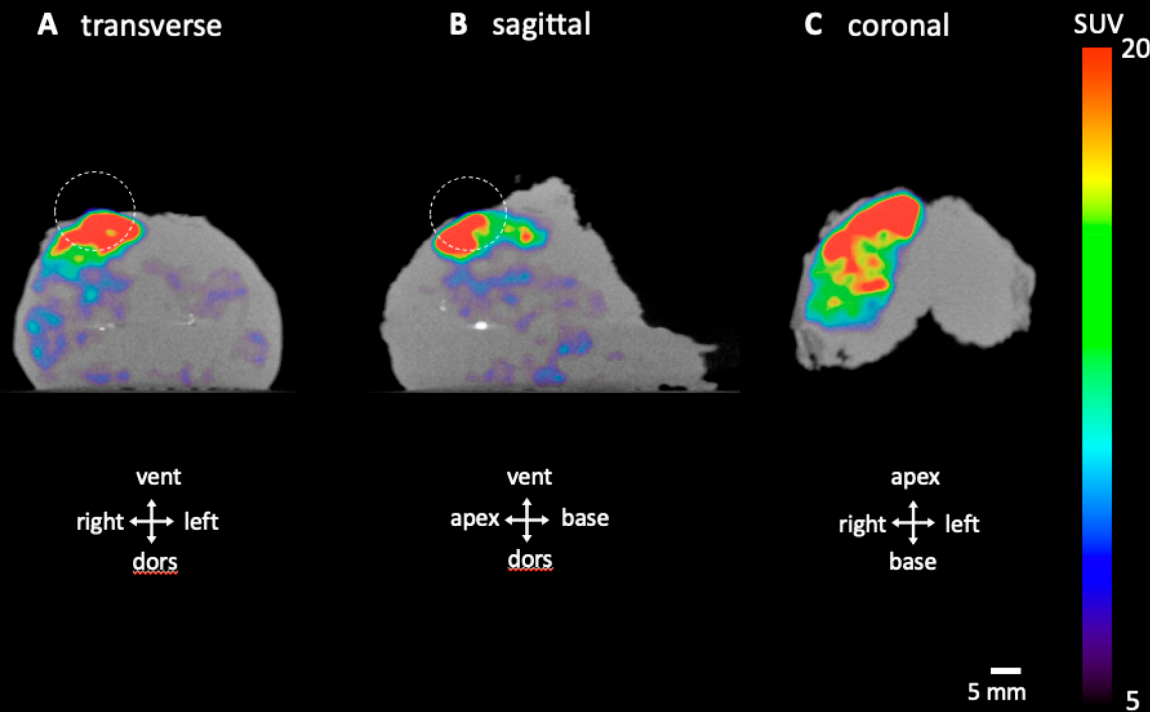 A transverse
B sagittal
C coronal
SUV
20
vent
right left
dors
vent
apex base
dors
apex
right left
base
5 mm
5